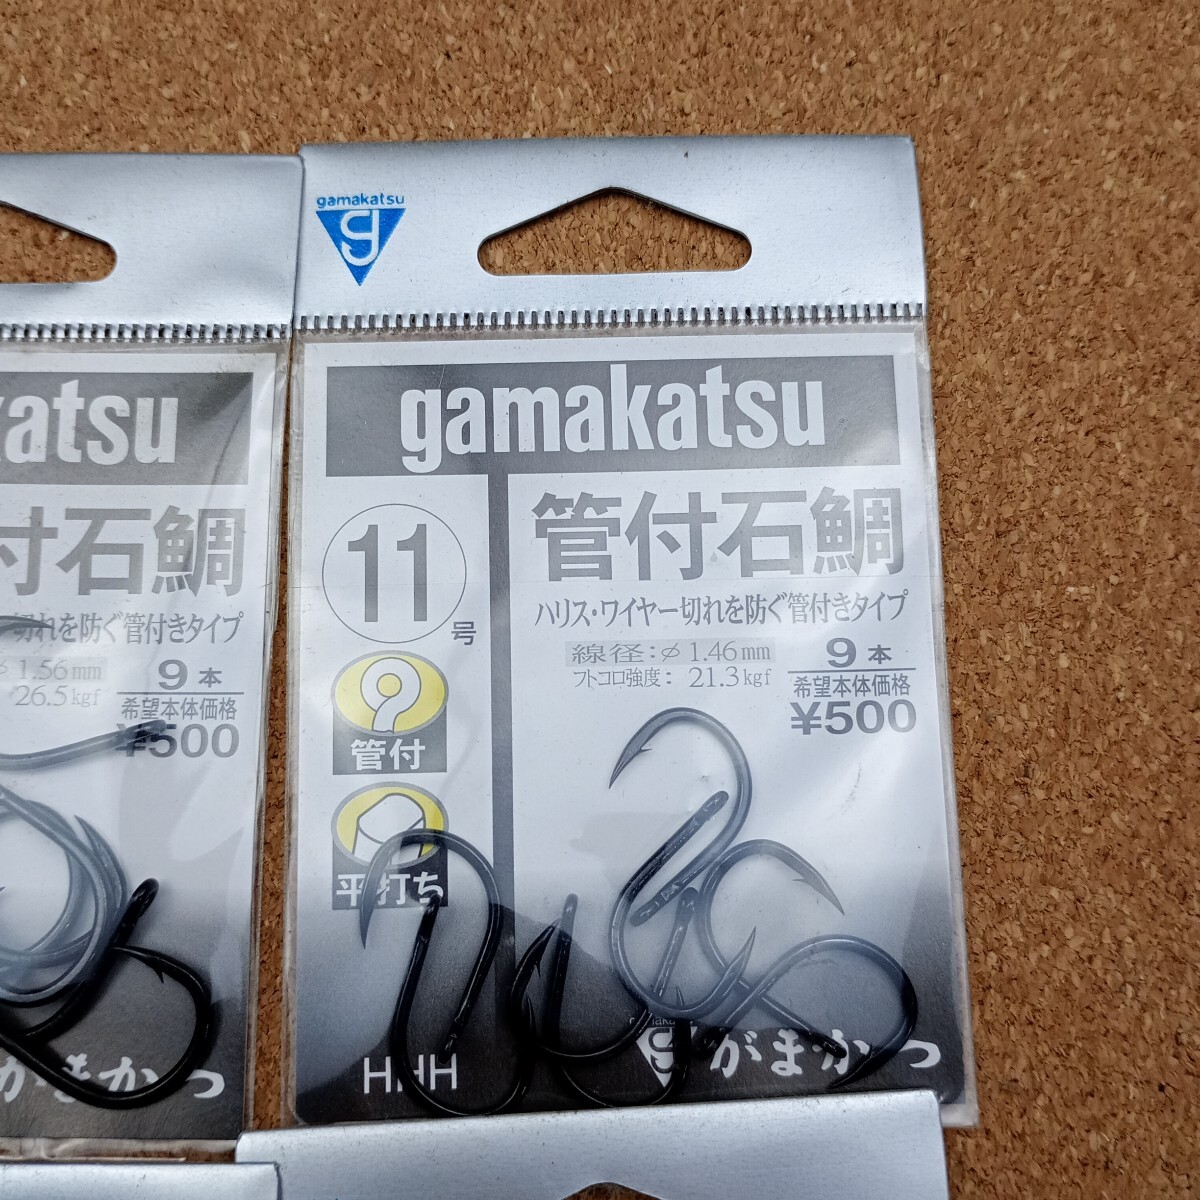 katsu
付石鯛
切れを防ぐ管付きタイプ
φ 1.56mm
26.5kgf
9本
希望本体価格
¥500
がまかつ
gamakatsu
g
gamakatsu
11号
管付石鯛
ハリス・ワイヤー切れを防ぐ管付きタイプ
線径：φ 1.46mm
フトコロ強度：21.3kgf
9本
希望本体価格
¥500
管付
平打ち
HHH
がまかつ